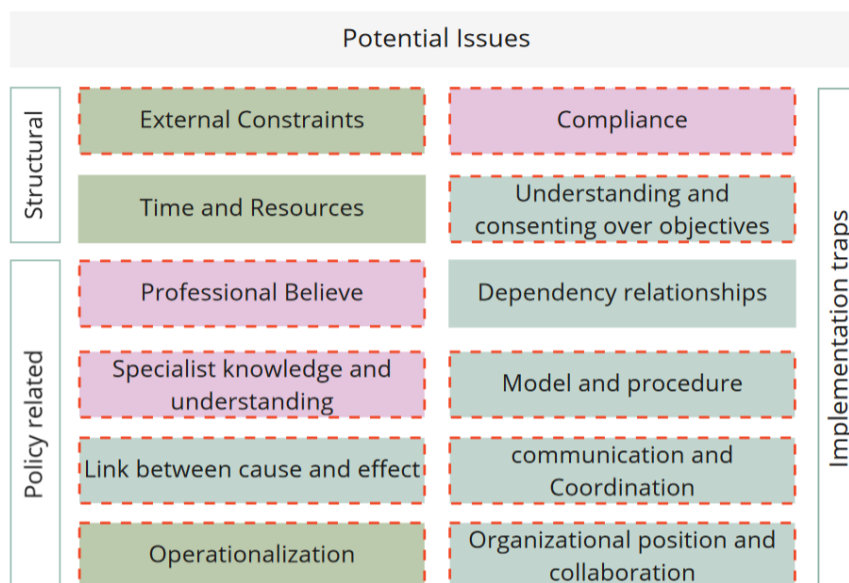 Potential Issues
Structural
External Constraints
Compliance
Time and Resources
Understanding and
consenting over objectives
Policy related
Professional Believe
Dependency relationships
Specialist knowledge and
understanding
Model and procedure
Link between cause and effect
communication and
Coordination
Operationalization
Organizational position and
collaboration
Implementation traps